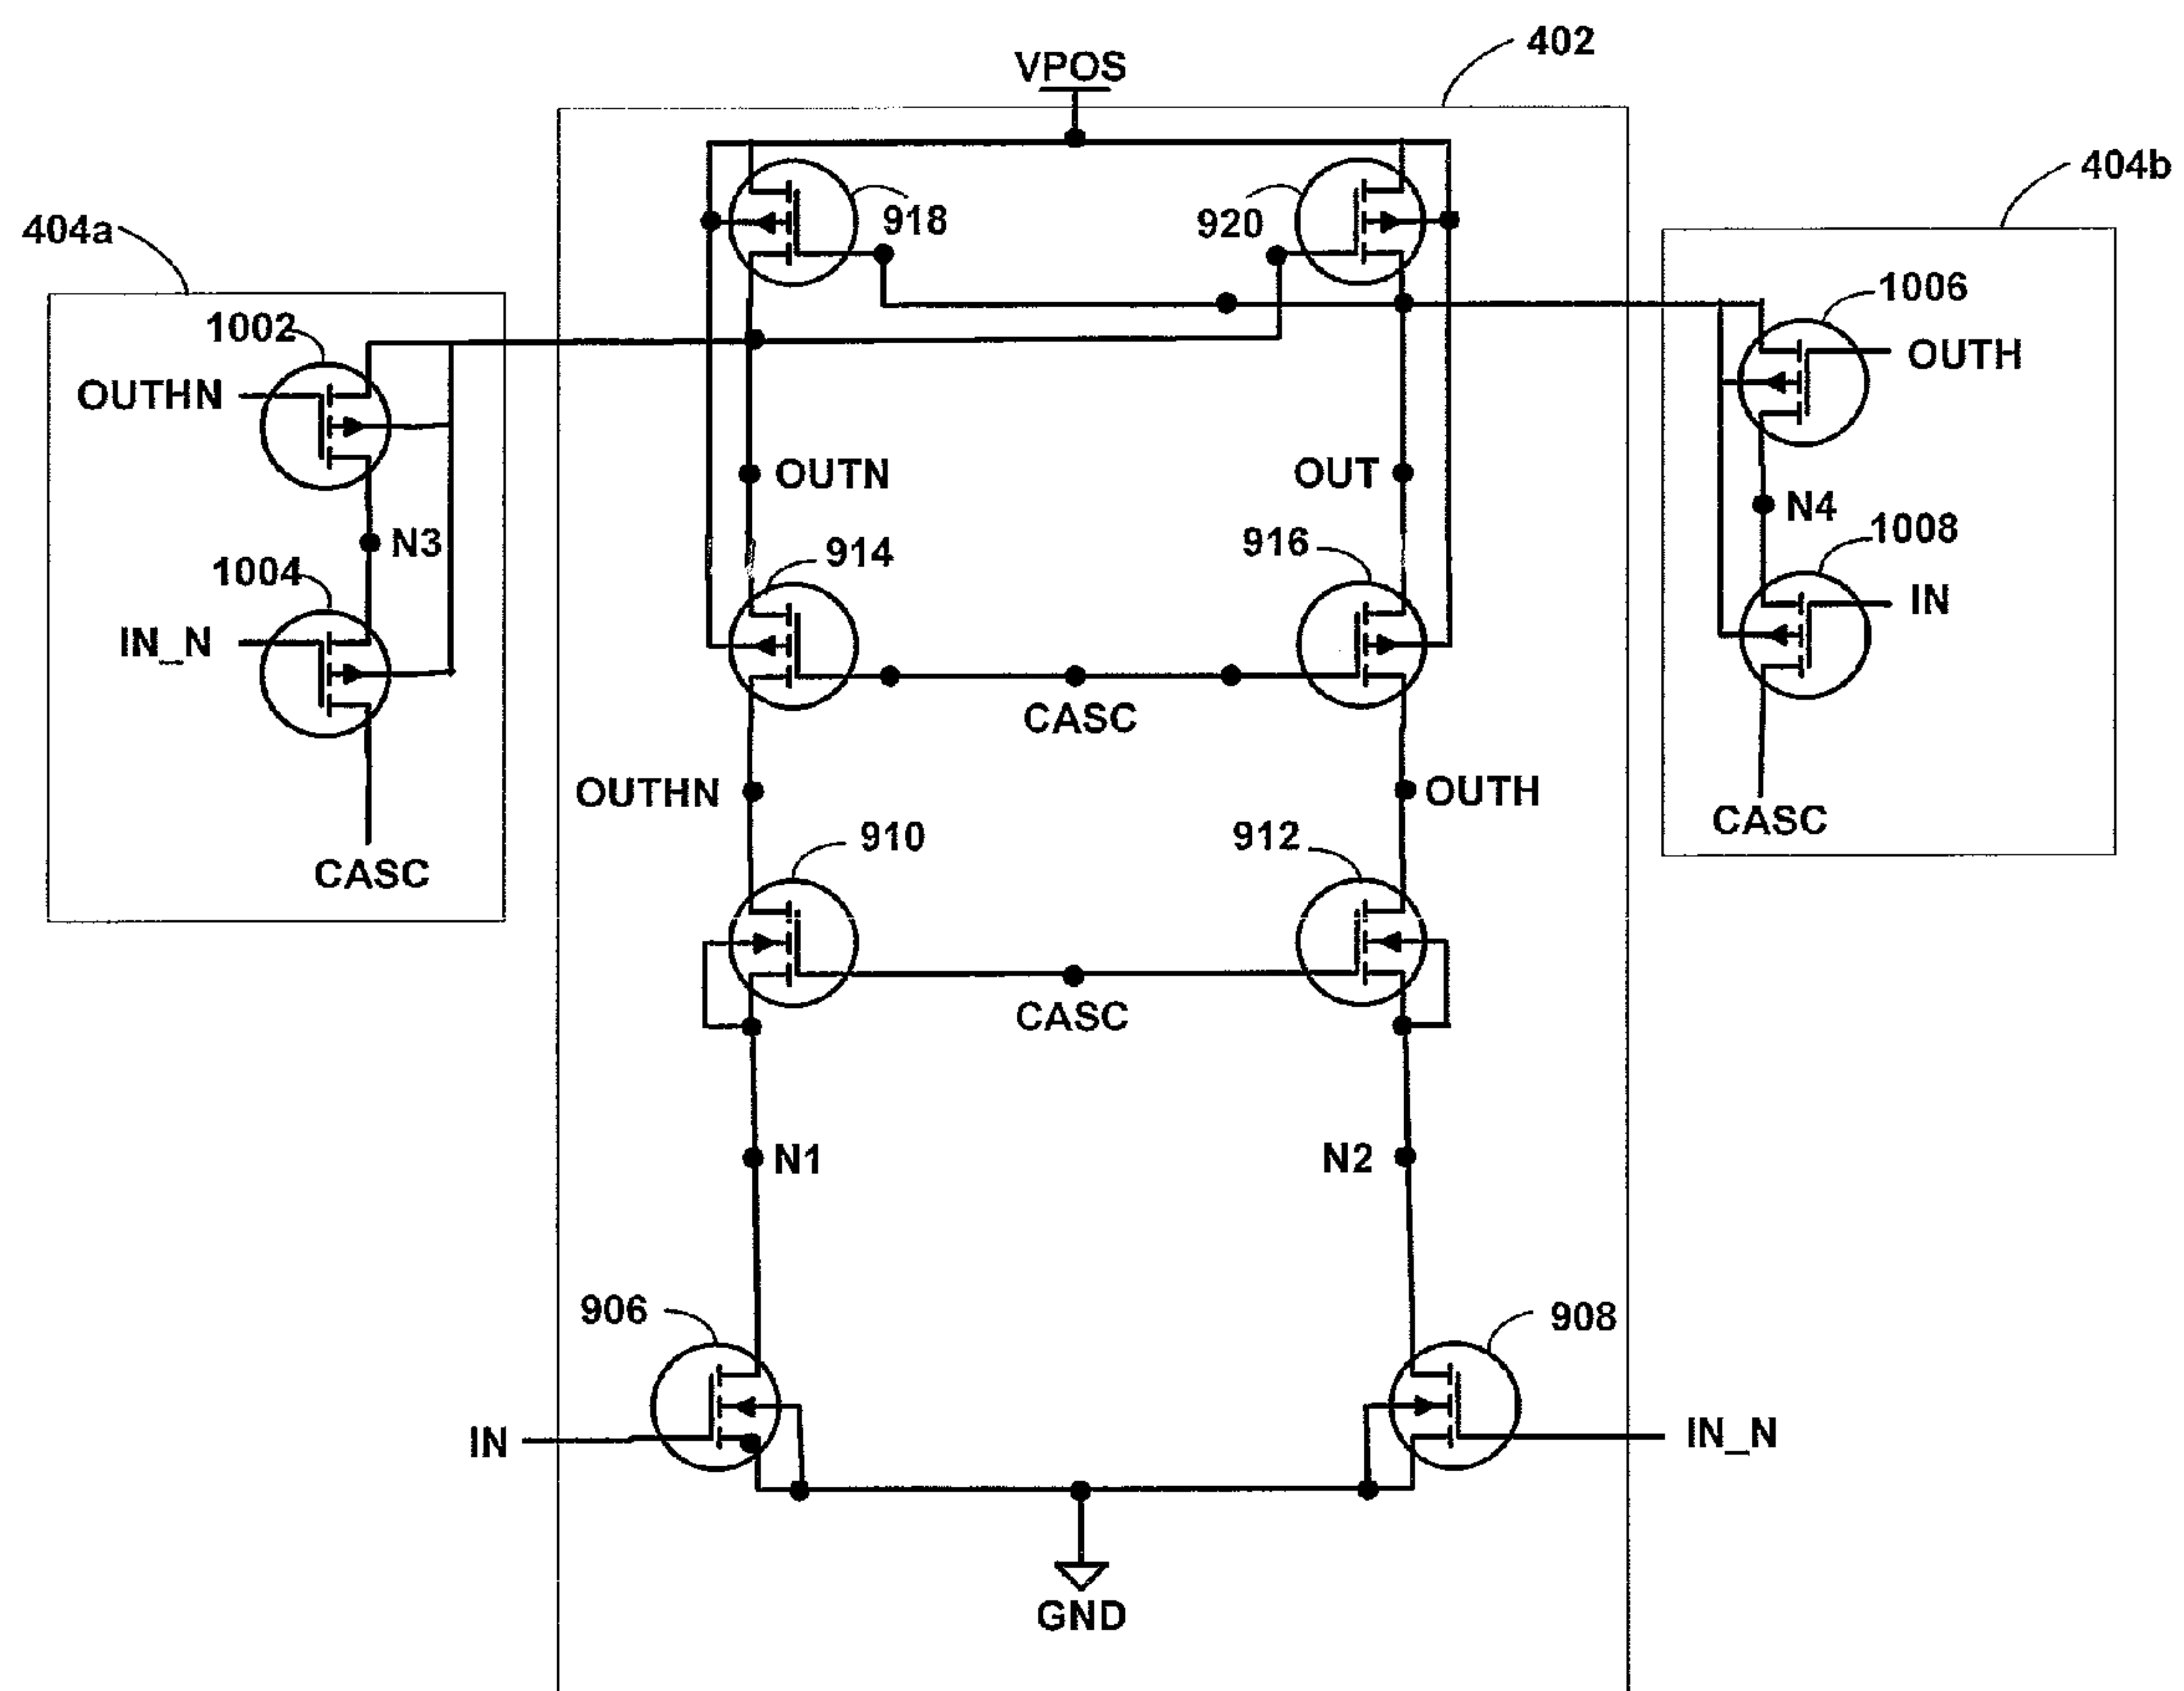 402
VPOS
404b
404a
918
920
1002
1006
OUTHN
OUTH
OUTN
OUT
N3
N4
914
916
1004
1008
IN_N
IN
CASC
OUTHN
OUTH
CASC
910
912
CASC
CASC
N1
N2
906
908
IN
IN_N
GND